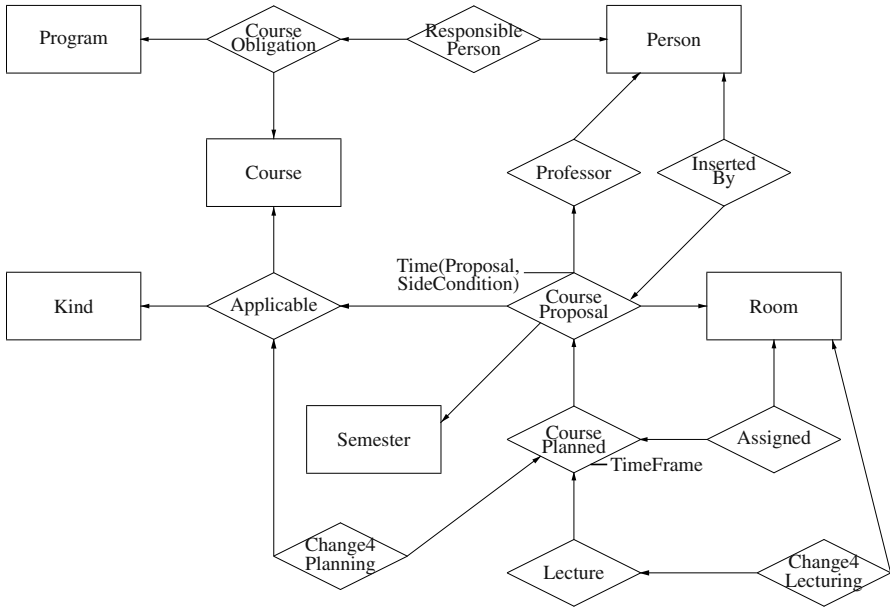 Program
Course
Obligation
Responsible
Person
Person
Course
Professor
Inserted
By
Time(Proposal,
SideCondition)
Kind
Applicable
Course
Proposal
Room
Semester
Course
Planned
Assigned
TimeFrame
Change4
Planning
Lecture
Change4
Lecturing